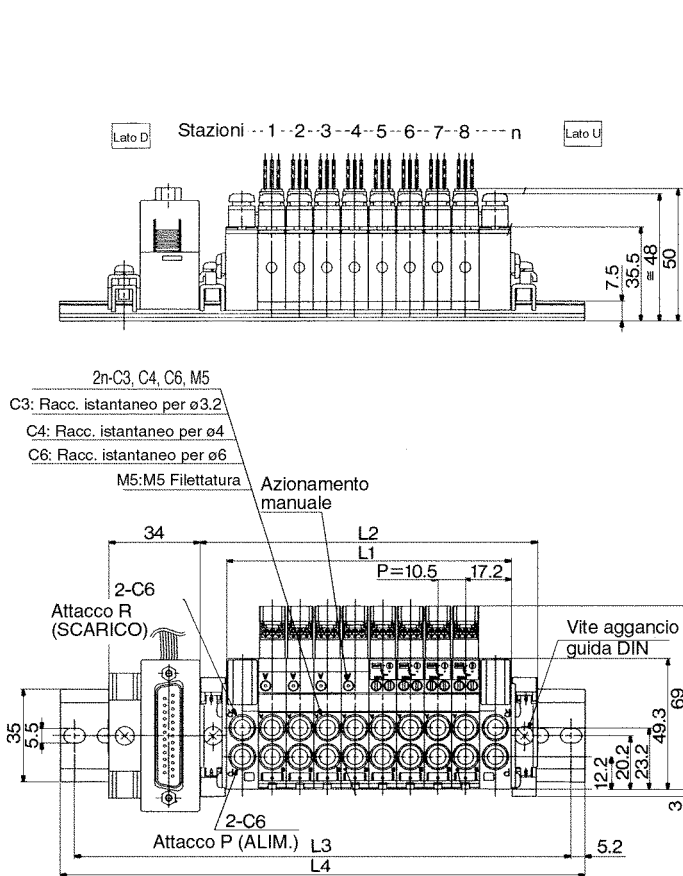 Lato D
Stazioni 1 2 3 4 5 6 7 8 n
Lato U
7.5
35.5
≅ 48
50
2n-C3, C4, C6, M5
C3: Racc. istantaneo per ø3.2
C4: Racc. istantaneo per ø4
C6: Racc. istantaneo per ø6
M5:M5 Filettatura
Azionamento
manuale
34
L2
L1
P=10.5
17.2
2-C6
Attacco R
(SCARICO)
Vite aggancio
guida DIN
35
5.5
12.2
20.2
23.2
49.3
69
3
2-C6
Attacco P (ALIM.)
L3
5.2
L4